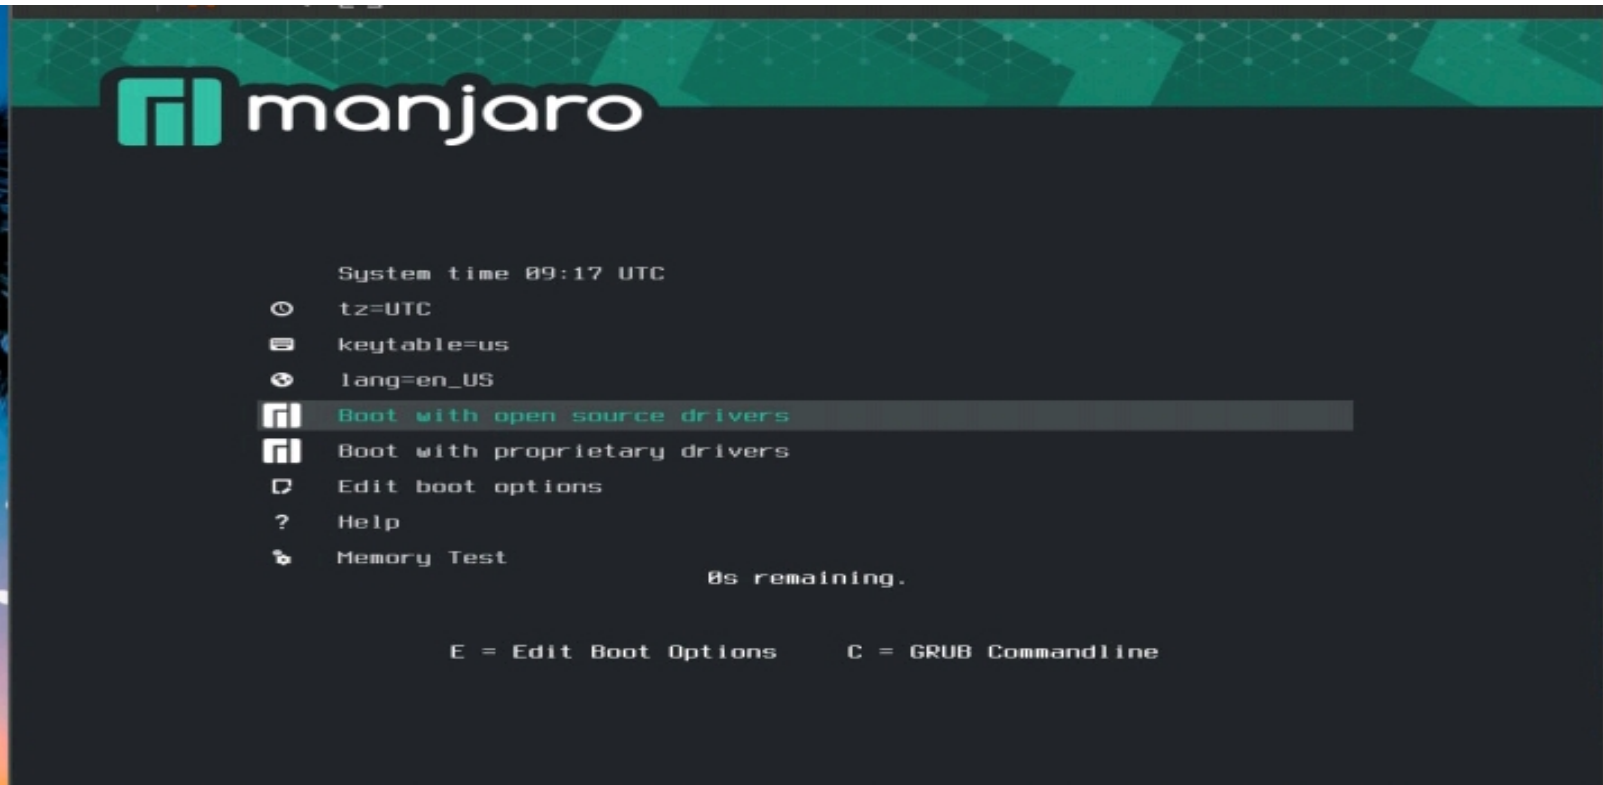 manjaro
System time 09:17 UTC
tz=UTC
keytable=us
lang=en_US
Boot with open source drivers
Boot with proprietary drivers
Edit boot options
? Help
Memory Test
0s remaining.
E = Edit Boot Options C = GRUB Commandline